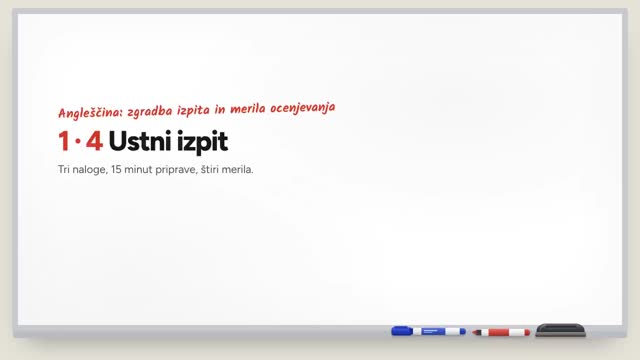 Angleščina: zgradba izpita in merila ocenjevanja
1·4 Ustni izpit
Tri naloge, 15 minut priprave, štiri merila.